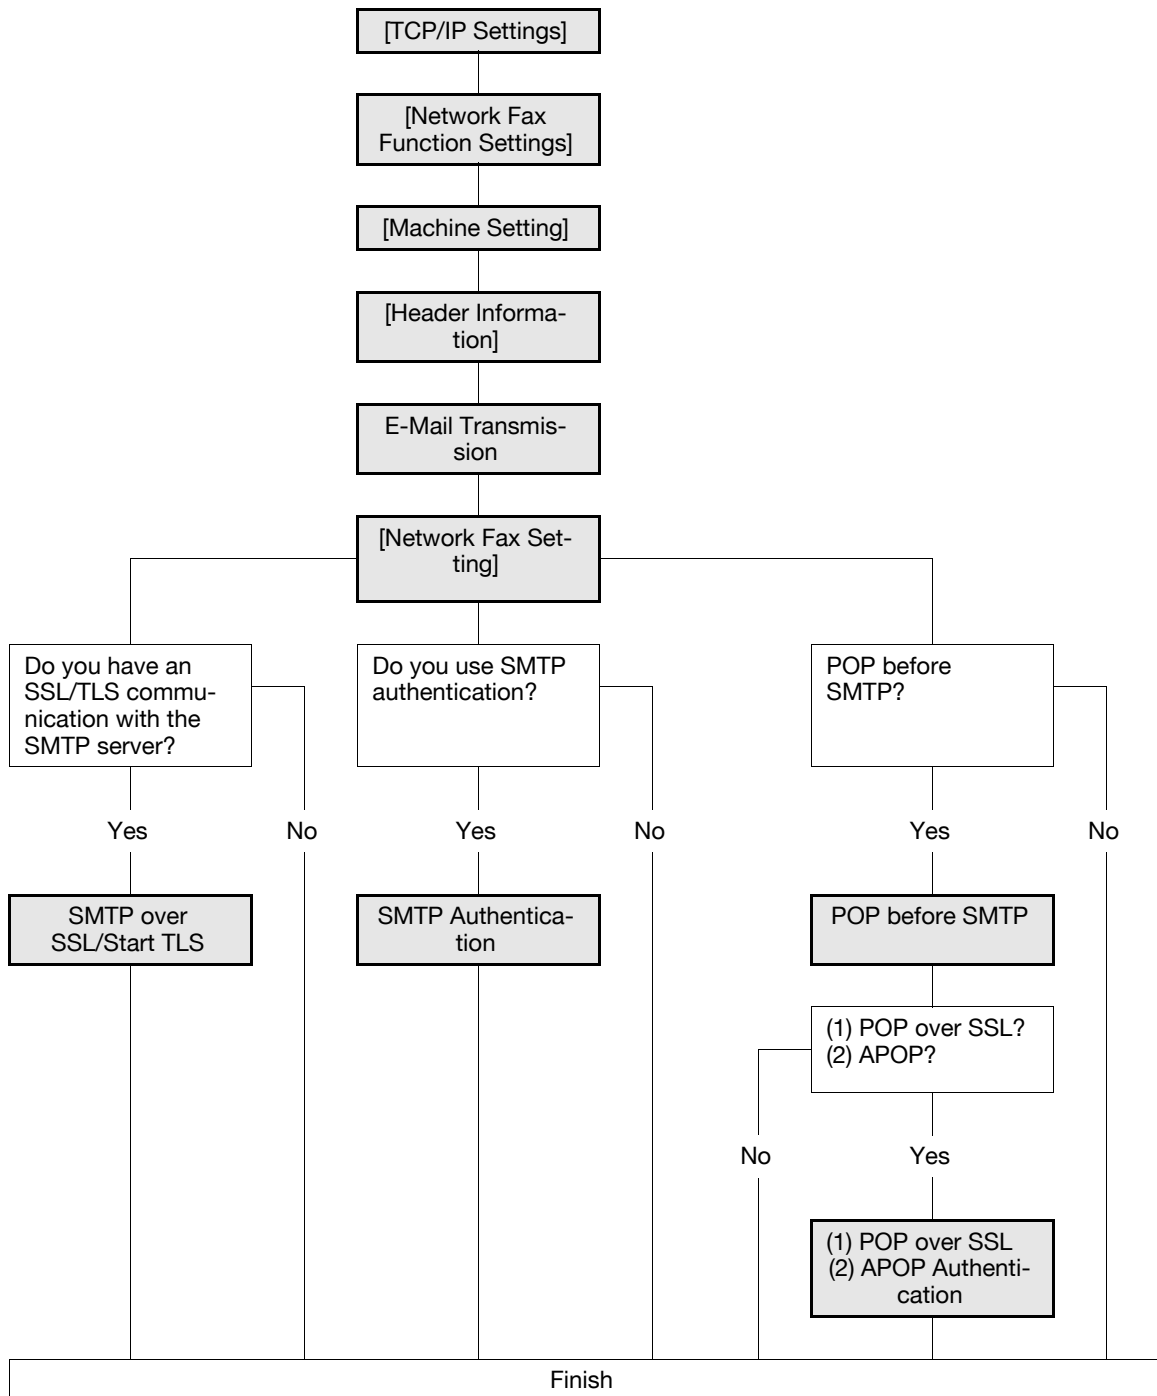 [TCP/IP Settings]
[Network Fax
Function Settings]
[Machine Setting]
[Header Informa-
tion]
E-Mail Transmis-
sion
[Network Fax Set-
ting]
Do you have an
SSL/TLS commu-
nication with the
SMTP server?
Do you use SMTP
authentication?
POP before
SMTP?
Yes
No
Yes
No
Yes
No
SMTP over
SSL/Start TLS
SMTP Authentica-
tion
POP before SMTP
(1) POP over SSL?
(2) APOP?
No
Yes
(1) POP over SSL
(2) APOP Authenti-
cation
Finish